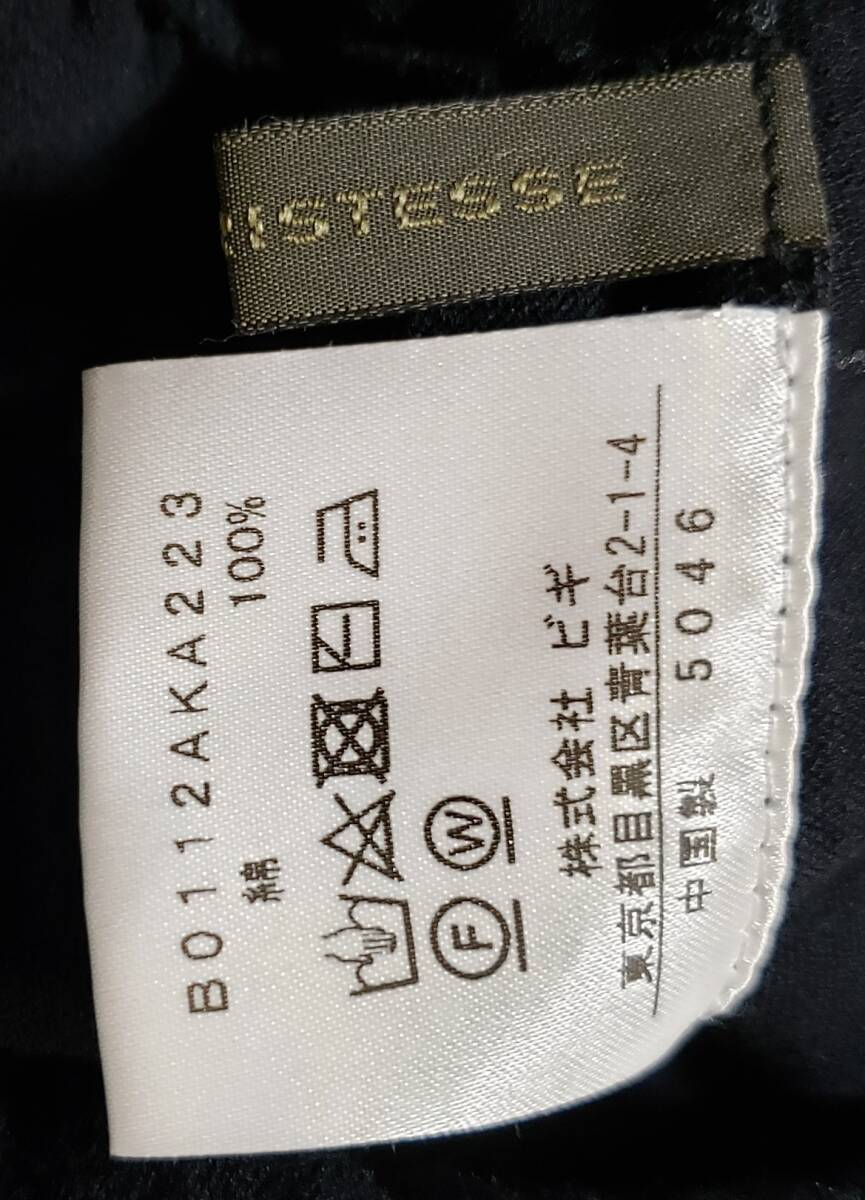 ISTESSE
B0112AKA223
綿 100%
F W
株式会社 ビギ
東京都目黒区青葉台2-1-4
中国製 5046